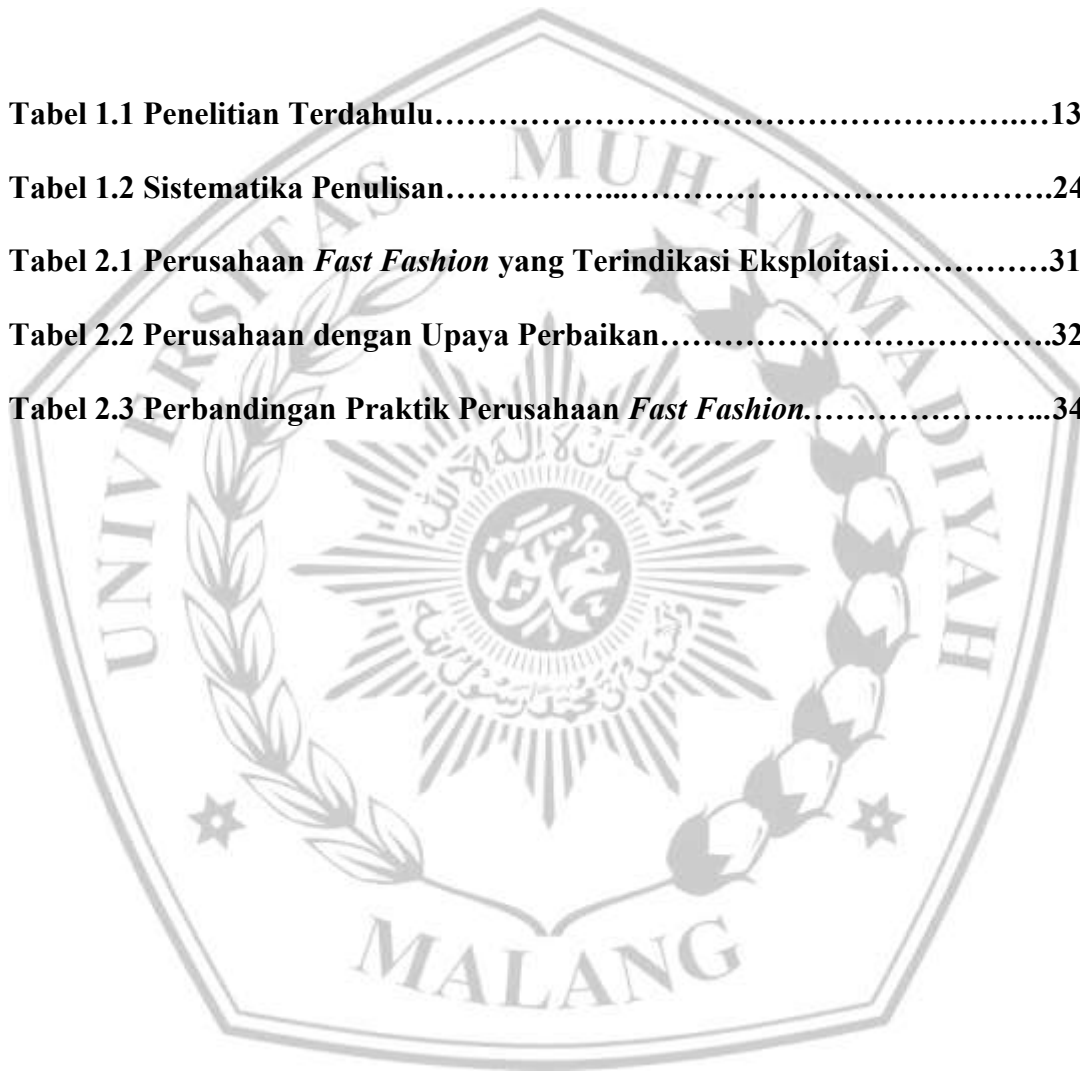 Tabel 1.1 Penelitian Terdahulu……………………………………………….…13
Tabel 1.2 Sistematika Penulisan……………....……………………………….24
Tabel 2.1 Perusahaan Fast Fashion yang Terindikasi Eksploitasi……………31
Tabel 2.2 Perusahaan dengan Upaya Perbaikan……………………………….32
Tabel 2.3 Perbandingan Praktik Perusahaan Fast Fashion…………………...34
UNIVERSITAS MUHAMMADIYAH
MALANG